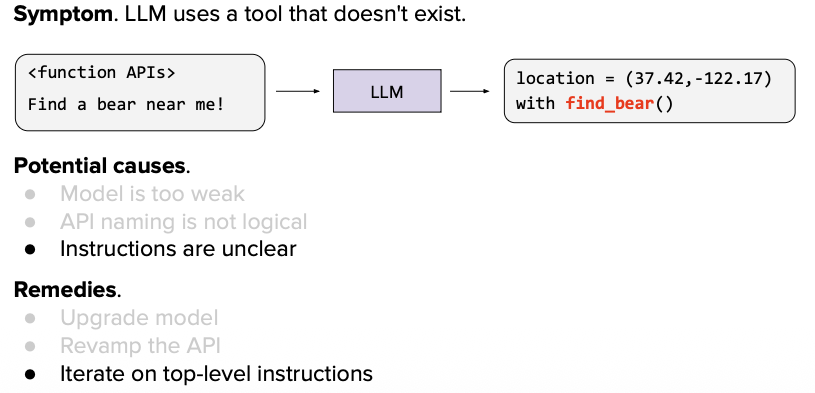 Symptom. LLM uses a tool that doesn't exist.
<function APIs>
Find a bear near me!
LLM
location = (37.42,-122.17)
with find_bear()
Potential causes.
● Model is too weak
● API naming is not logical
● Instructions are unclear
Remedies.
● Upgrade model
● Revamp the API
● Iterate on top-level instructions